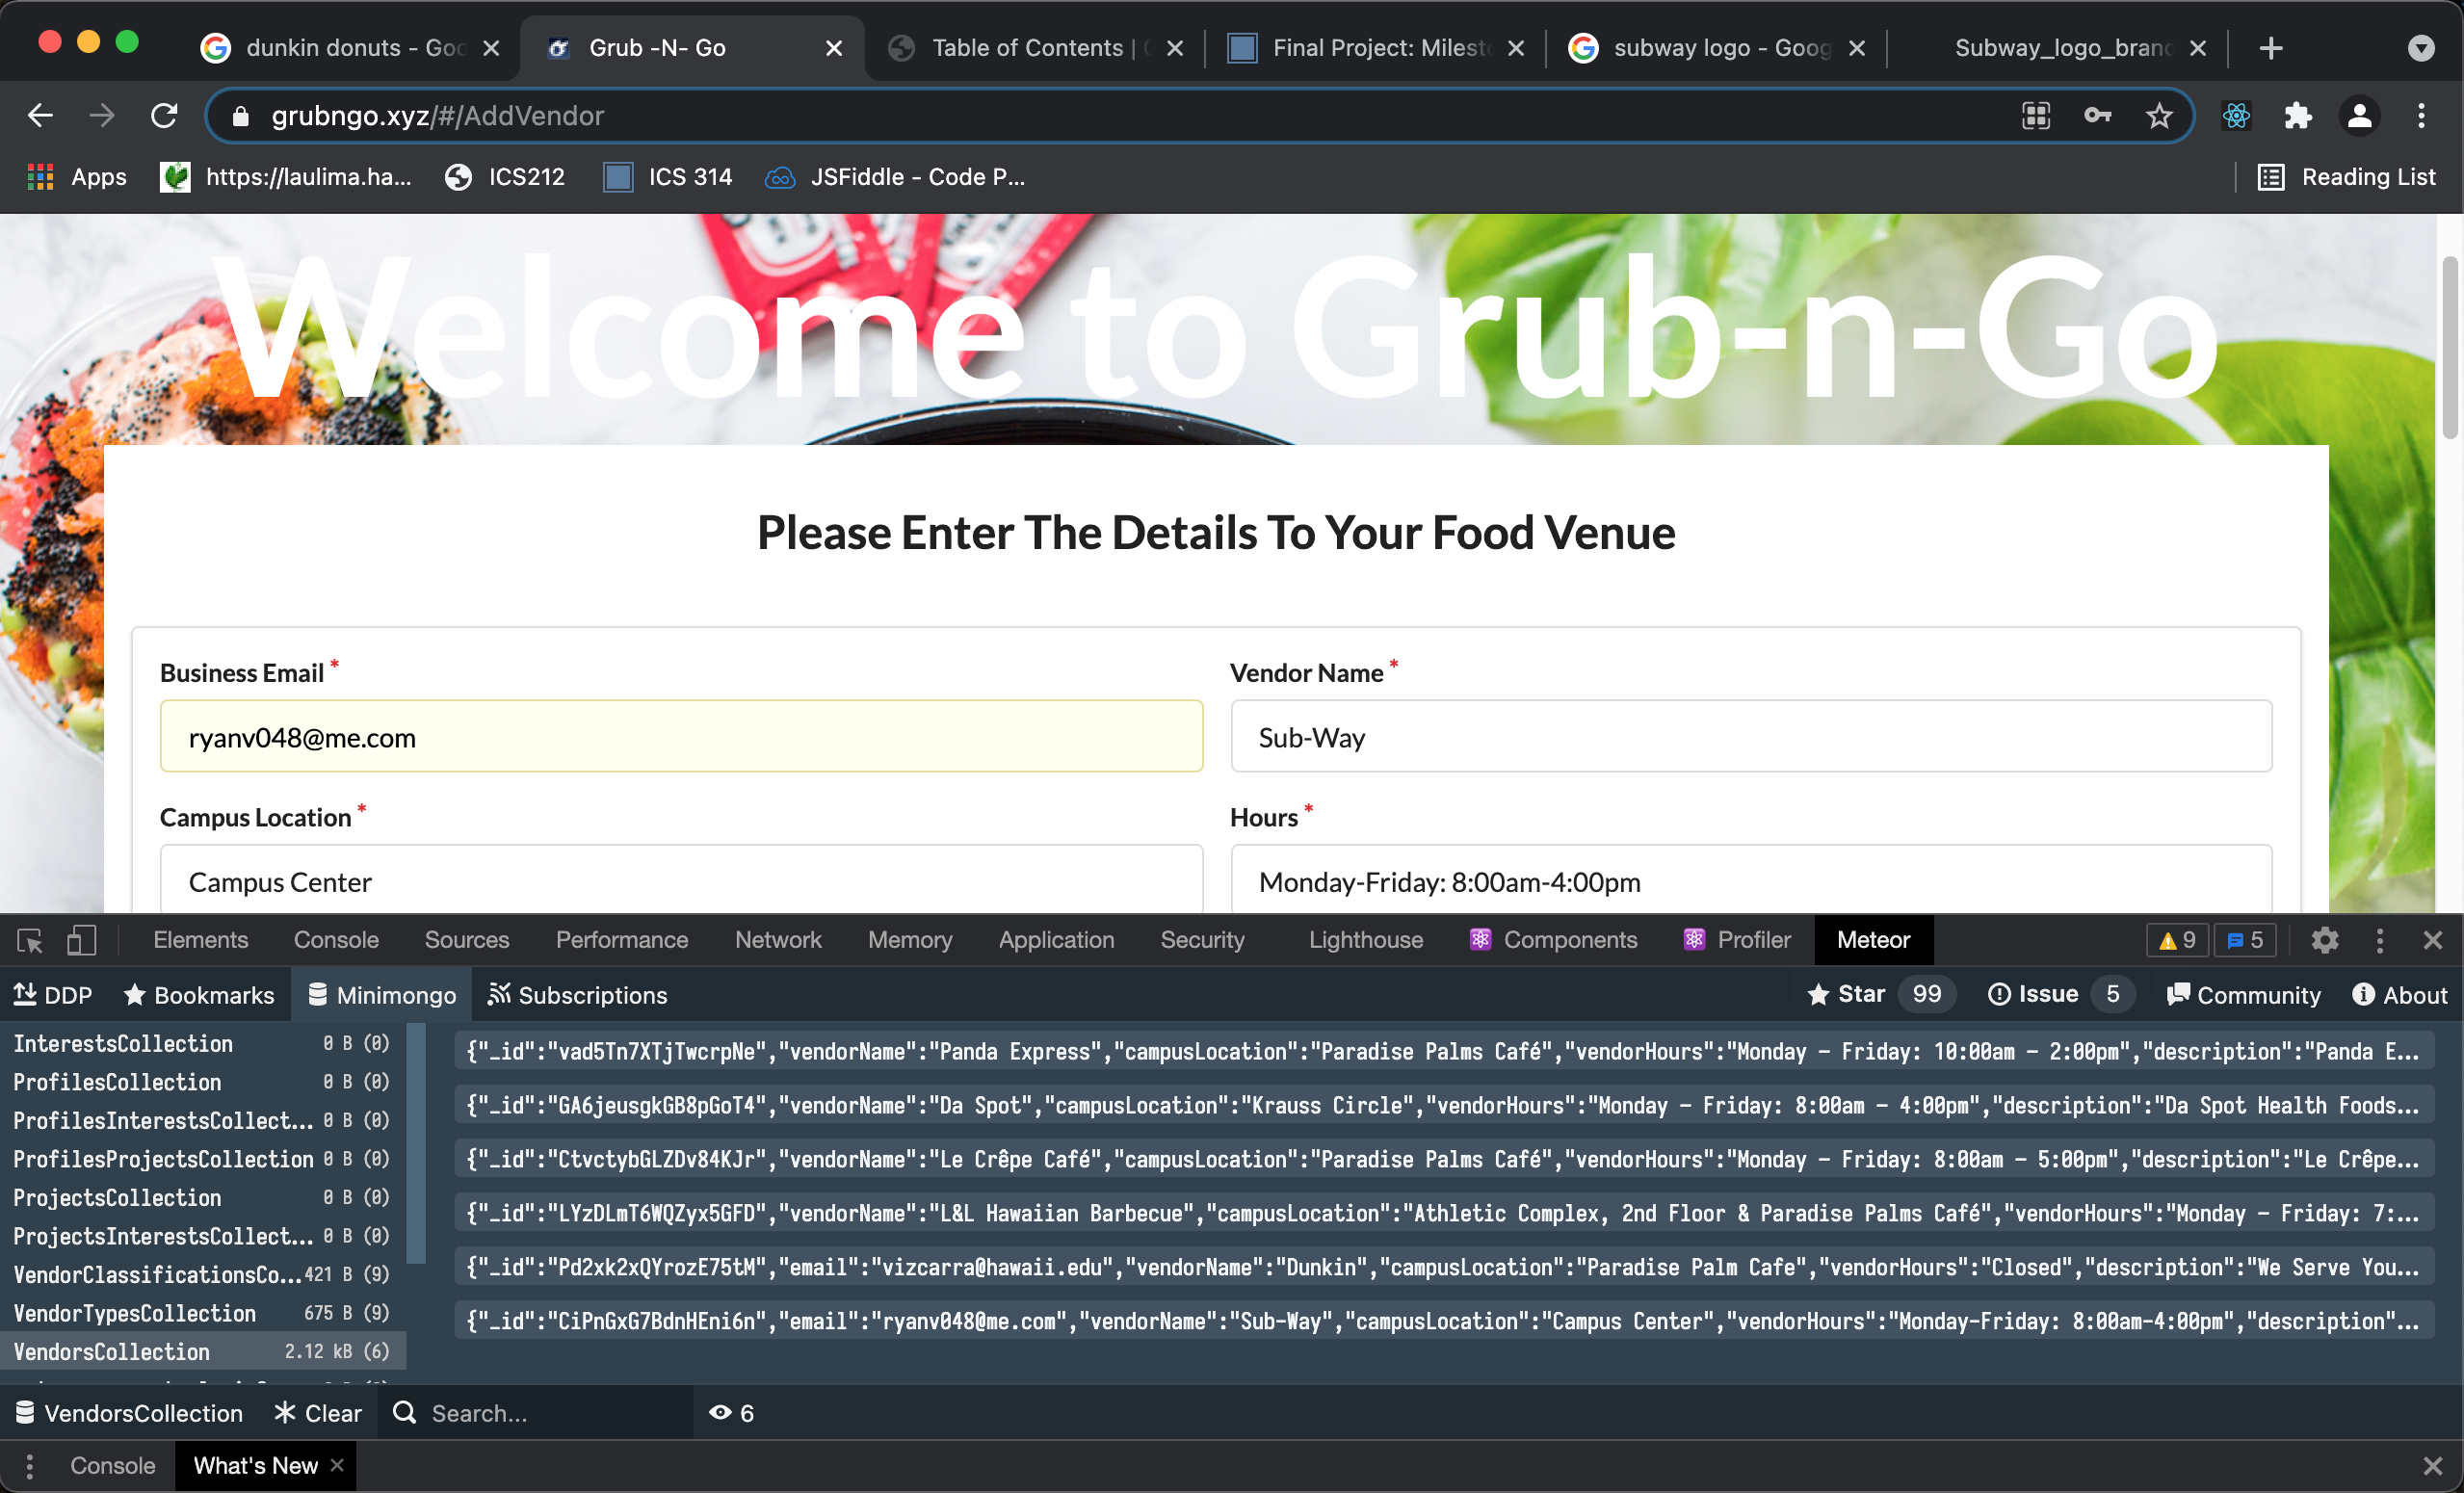 dunkin donuts - Goo
Grub -N- Go
Table of Contents |
Final Project: Milest
subway logo - Goog
Subway_logo_branc
grubngo.xyz/#/AddVendor
Apps
https://laulima.ha...
ICS212
ICS 314
JSFiddle - Code P...
Reading List
Welcome to Grub-n-Go
Please Enter The Details To Your Food Venue
Business Email *
Vendor Name *
ryanv048@me.com
Sub-Way
Campus Location *
Hours *
Campus Center
Monday-Friday: 8:00am-4:00pm
Elements Console Sources Performance Network Memory Application Security Lighthouse Components Profiler Meteor 9 5
DDP Bookmarks Minimongo Subscriptions Star 99 Issue 5 Community About
InterestsCollection 0 B (0)
ProfilesCollection 0 B (0)
ProfilesInterestsCollect... 0 B (0)
ProfilesProjectsCollection 0 B (0)
ProjectsCollection 0 B (0)
ProjectsInterestsCollect... 0 B (0)
VendorClassificationsCo... 421 B (9)
VendorTypesCollection 675 B (9)
VendorsCollection 2.12 kB (6)
{"_id":"vad5Tn7XTjTwcrpNe","vendorName":"Panda Express","campusLocation":"Paradise Palms Café","vendorHours":"Monday – Friday: 10:00am – 2:00pm","description":"Panda E...
{"_id":"GA6jeusgkGB8pGoT4","vendorName":"Da Spot","campusLocation":"Krauss Circle","vendorHours":"Monday – Friday: 8:00am – 4:00pm","description":"Da Spot Health Foods...
{"_id":"CtvctybGLZDv84KJr","vendorName":"Le Crêpe Café","campusLocation":"Paradise Palms Café","vendorHours":"Monday – Friday: 8:00am – 5:00pm","description":"Le Crêpe...
{"_id":"LYzDLmT6WQZyx5GFD","vendorName":"L&L Hawaiian Barbecue","campusLocation":"Athletic Complex, 2nd Floor & Paradise Palms Café","vendorHours":"Monday – Friday: 7:...
{"_id":"Pd2xk2xQYrozE75tM","email":"vizcarra@hawaii.edu","vendorName":"Dunkin","campusLocation":"Paradise Palm Cafe","vendorHours":"Closed","description":"We Serve You...
{"_id":"CiPnGxG7BdnHEni6n","email":"ryanv048@me.com","vendorName":"Sub-Way","campusLocation":"Campus Center","vendorHours":"Monday-Friday: 8:00am-4:00pm","description"...
VendorsCollection Clear Search... 6
Console What's New